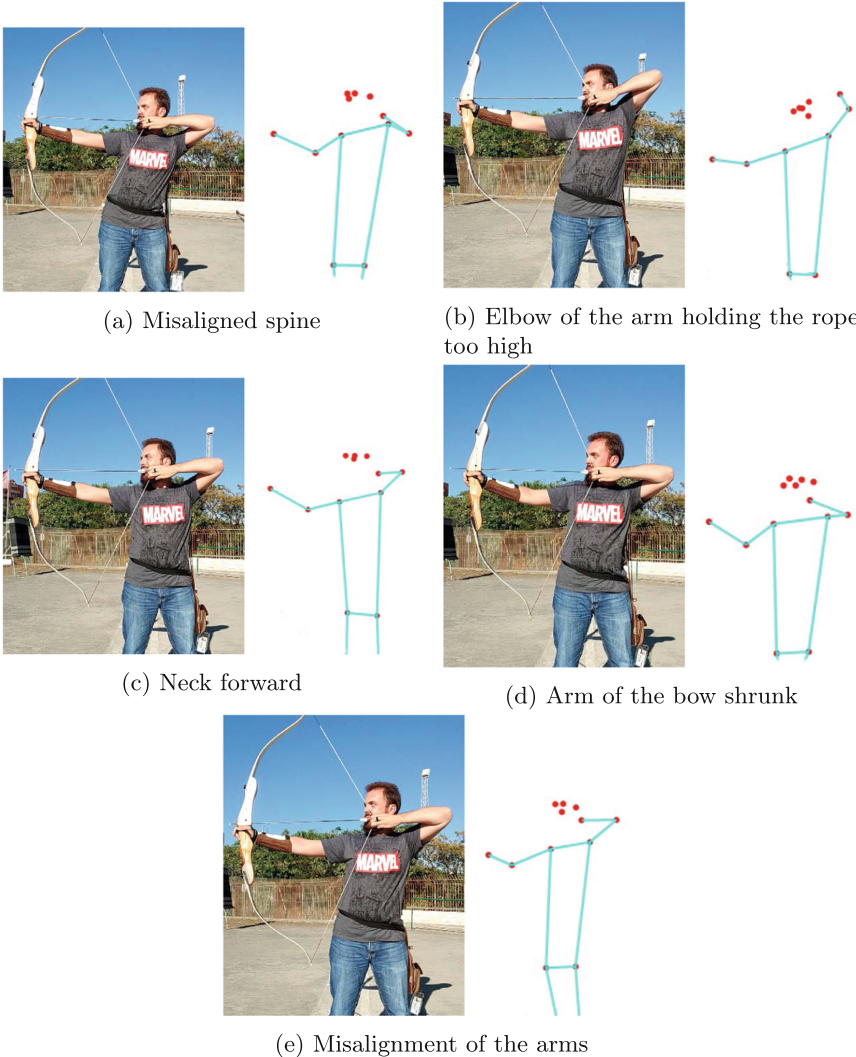 MARVEL
(a) Misaligned spine
MARVEL
(b) Elbow of the arm holding the rope
too high
MARVEL
(c) Neck forward
MARVEL
(d) Arm of the bow shrunk
MARVEL
(e) Misalignment of the arms